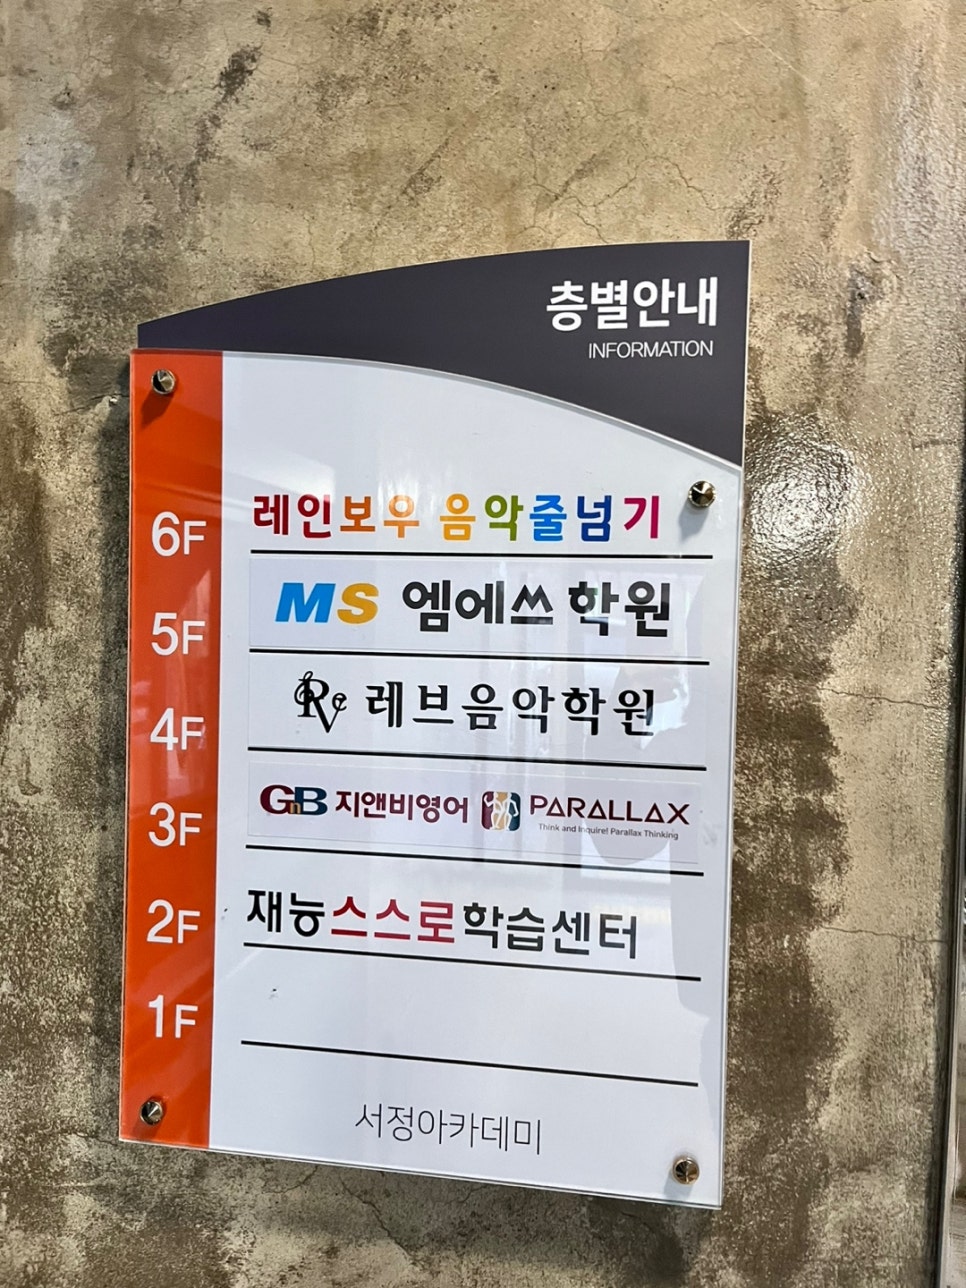 층별안내
INFORMATION
6F 레인보우 음악줄넘기
5F MS 엠에쓰학원
4F Rve 레브음악학원
3F GnB 지앤비영어 PARALLAX
Think and Inquire! Parallax Thinking
2F 재능스스로학습센터
1F
서정아카데미